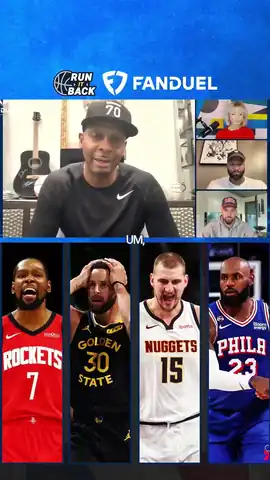 RUN
IT
BACK
FANDUEL
70
UM,
ROCKETS
7
GOLDEN
30
STATE
NUGGETS
15
PHILA
23